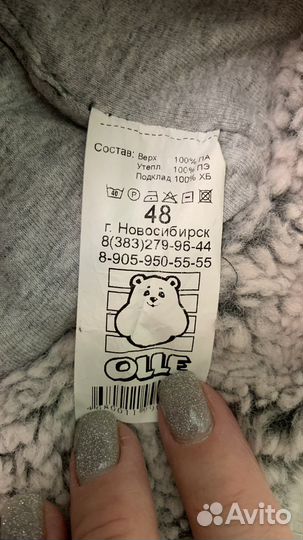 Состав: Верх 100% ПА
Утепл 100% ПЭ
Подклад 100% ХБ
40 P
48
г. Новосибирск
8(383)279-96-44
8-905-950-55-55
OLLE
Avito